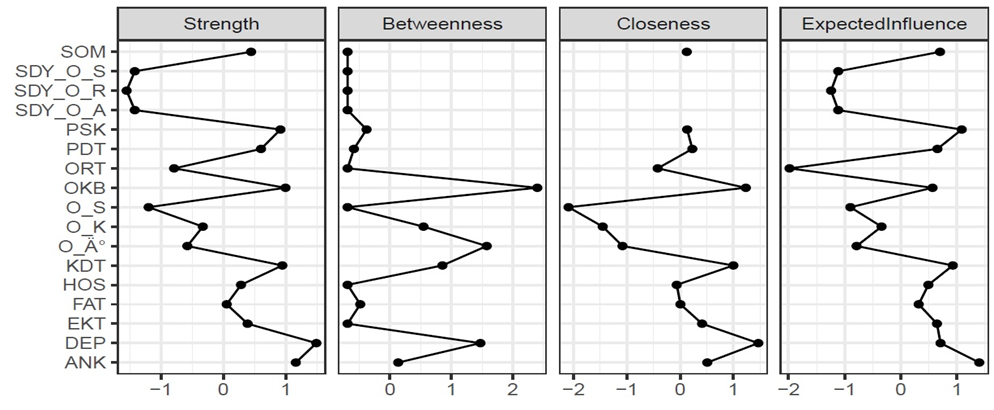 Strength Betweenness Closeness ExpectedInfluence
SOM
SDY_O_S
SDY_O_R
SDY_O_A
PSK
PDT
ORT
OKB
O_S
O_K
O_Ä°
KDT
HOS
FAT
EKT
DEP
ANK
−1 0 1 0 1 2 −2 −1 0 1 −2 −1 0 1